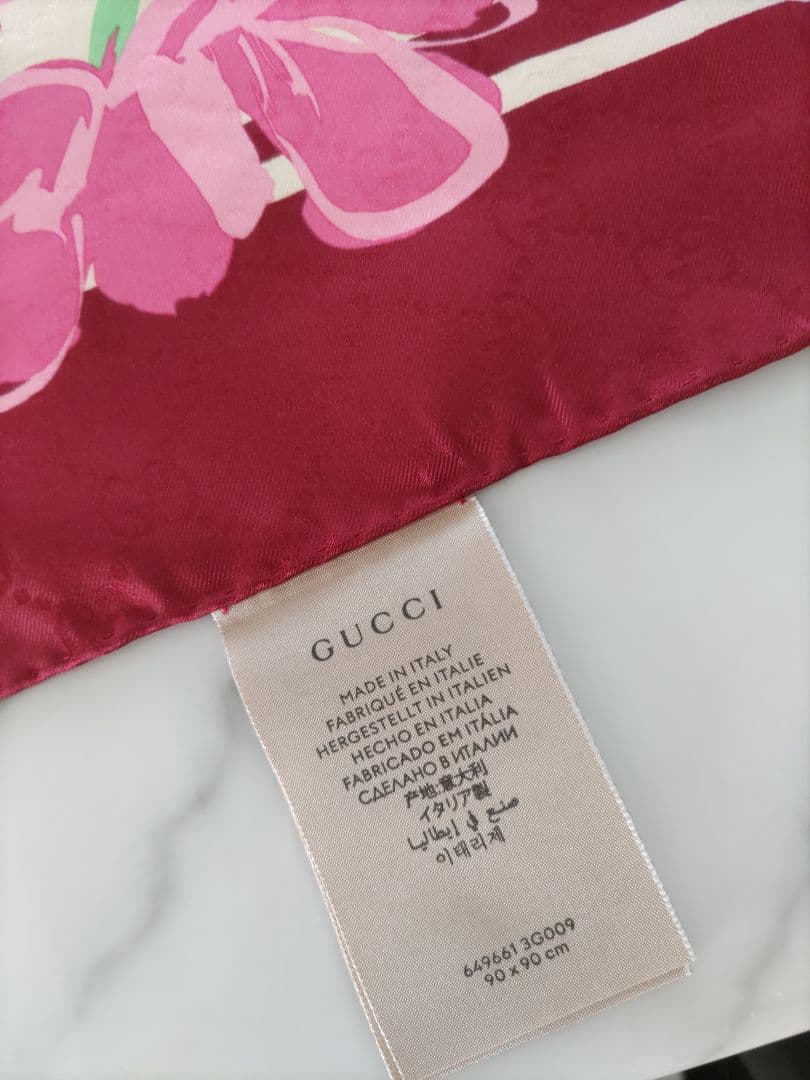 GUCCI
MADE IN ITALY
FABRIQUÉ EN ITALIE
HERGESTELLT IN ITALIEN
HECHO EN ITALIA
FABRICADO EM ITÁLIA
СДЕЛАНО В ИТАЛИИ
产地:意大利
イタリア製
صنع في إيطاليا
이태리제
649661 3G009
90 x 90 cm